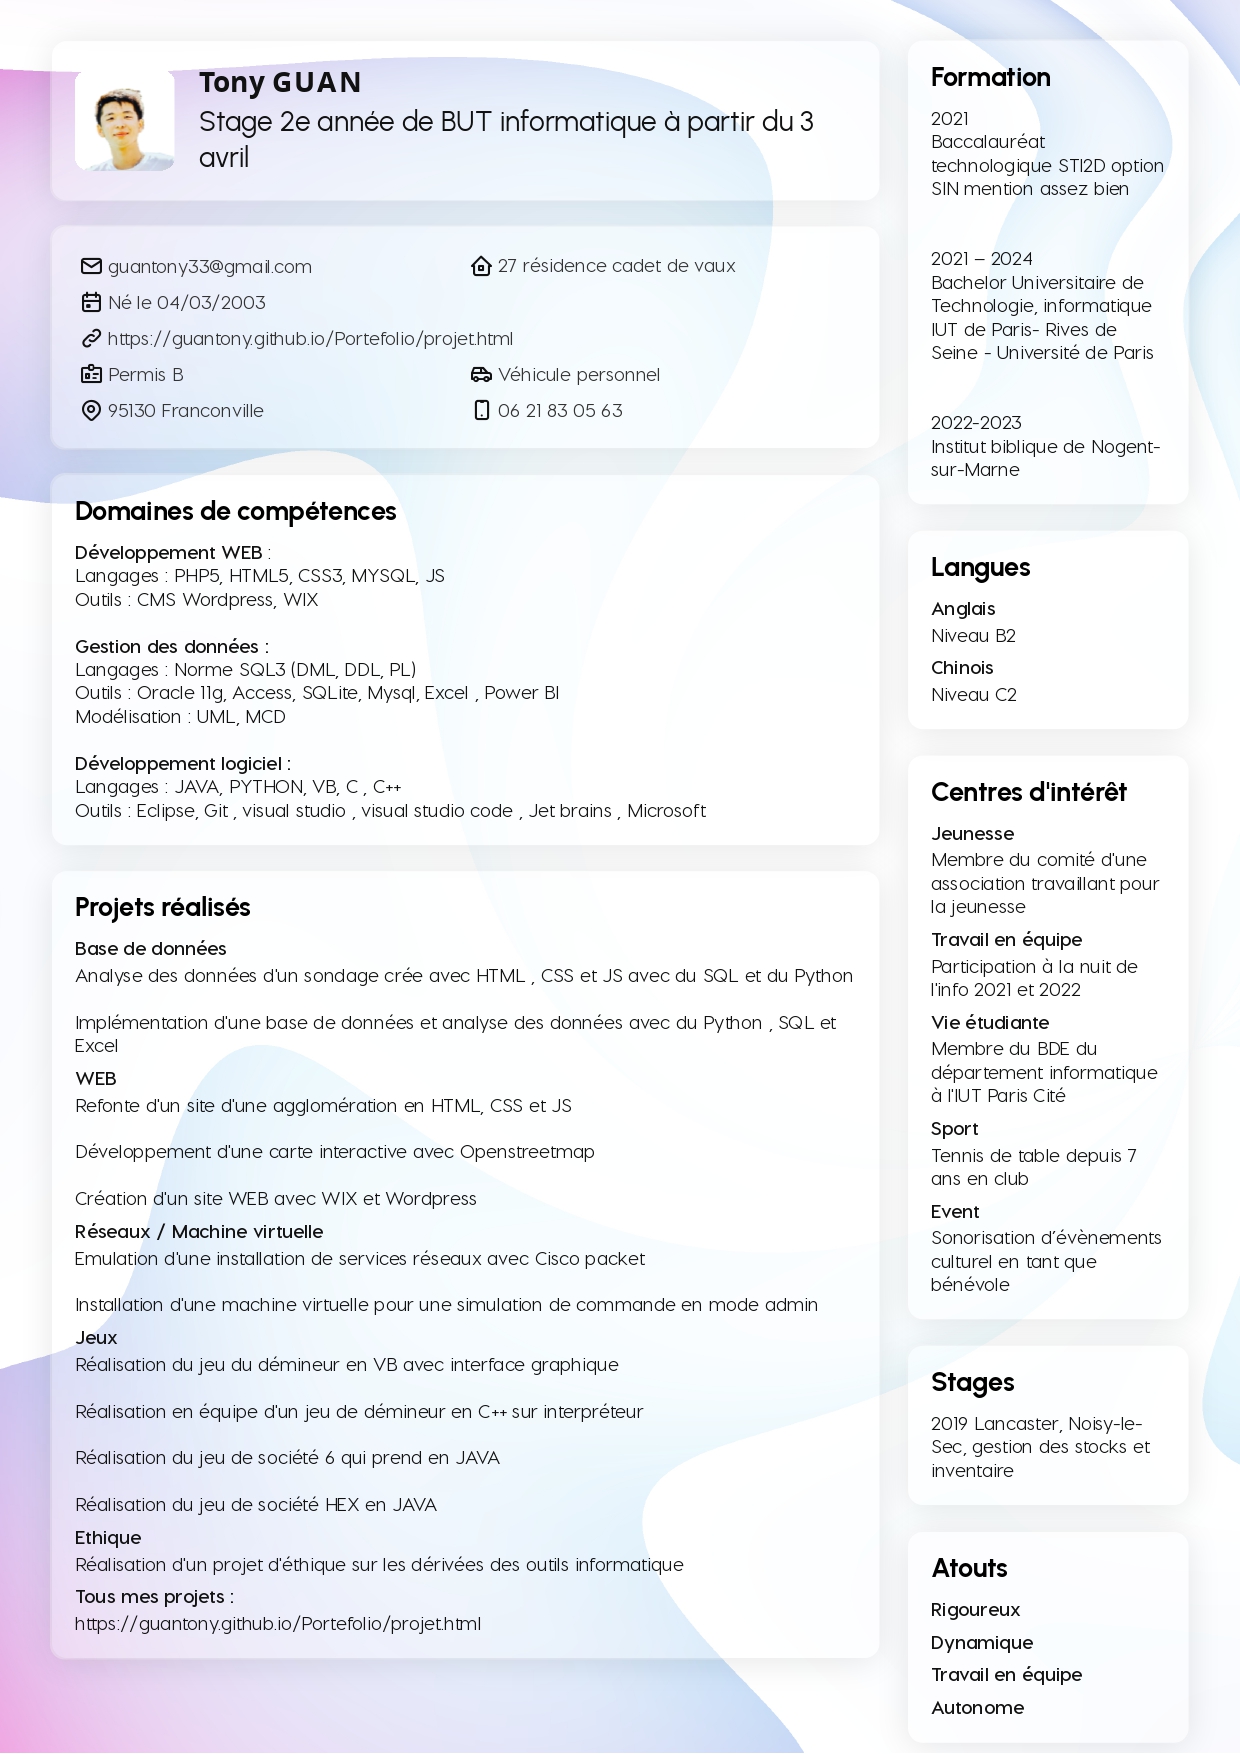 Tony GUAN
Stage 2e année de BUT informatique à partir du 3
avril
guantony33@gmail.com
27 résidence cadet de vaux
Né le 04/03/2003
https://guantony.github.io/Portefolio/projet.html
Permis B
Véhicule personnel
95130 Franconville
06 21 83 05 63
Domaines de compétences
Développement WEB :
Langages : PHP5, HTML5, CSS3, MYSQL, JS
Outils : CMS Wordpress, WIX
Gestion des données :
Langages : Norme SQL3 (DML, DDL, PL)
Outils : Oracle 11g, Access, SQLite, Mysql, Excel , Power BI
Modélisation : UML, MCD
Développement logiciel :
Langages : JAVA, PYTHON, VB, C , C++
Outils : Eclipse, Git , visual studio , visual studio code , Jet brains , Microsoft
Projets réalisés
Base de données
Analyse des données d'un sondage crée avec HTML , CSS et JS avec du SQL et du Python
Implémentation d'une base de données et analyse des données avec du Python , SQL et
Excel
WEB
Refonte d'un site d'une agglomération en HTML, CSS et JS
Développement d'une carte interactive avec Openstreetmap
Création d'un site WEB avec WIX et Wordpress
Réseaux / Machine virtuelle
Emulation d'une installation de services réseaux avec Cisco packet
Installation d'une machine virtuelle pour une simulation de commande en mode admin
Jeux
Réalisation du jeu du démineur en VB avec interface graphique
Réalisation en équipe d'un jeu de démineur en C++ sur interpréteur
Réalisation du jeu de société 6 qui prend en JAVA
Réalisation du jeu de société HEX en JAVA
Ethique
Réalisation d'un projet d'éthique sur les dérivées des outils informatique
Tous mes projets :
https://guantony.github.io/Portefolio/projet.html
Formation
2021
Baccalauréat
technologique STI2D option
SIN mention assez bien
2021 – 2024
Bachelor Universitaire de
Technologie, informatique
IUT de Paris- Rives de
Seine - Université de Paris
2022-2023
Institut biblique de Nogent-
sur-Marne
Langues
Anglais
Niveau B2
Chinois
Niveau C2
Centres d'intérêt
Jeunesse
Membre du comité d'une
association travaillant pour
la jeunesse
Travail en équipe
Participation à la nuit de
l'info 2021 et 2022
Vie étudiante
Membre du BDE du
département informatique
à l'IUT Paris Cité
Sport
Tennis de table depuis 7
ans en club
Event
Sonorisation d’évènements
culturel en tant que
bénévole
Stages
2019 Lancaster, Noisy-le-
Sec, gestion des stocks et
inventaire
Atouts
Rigoureux
Dynamique
Travail en équipe
Autonome